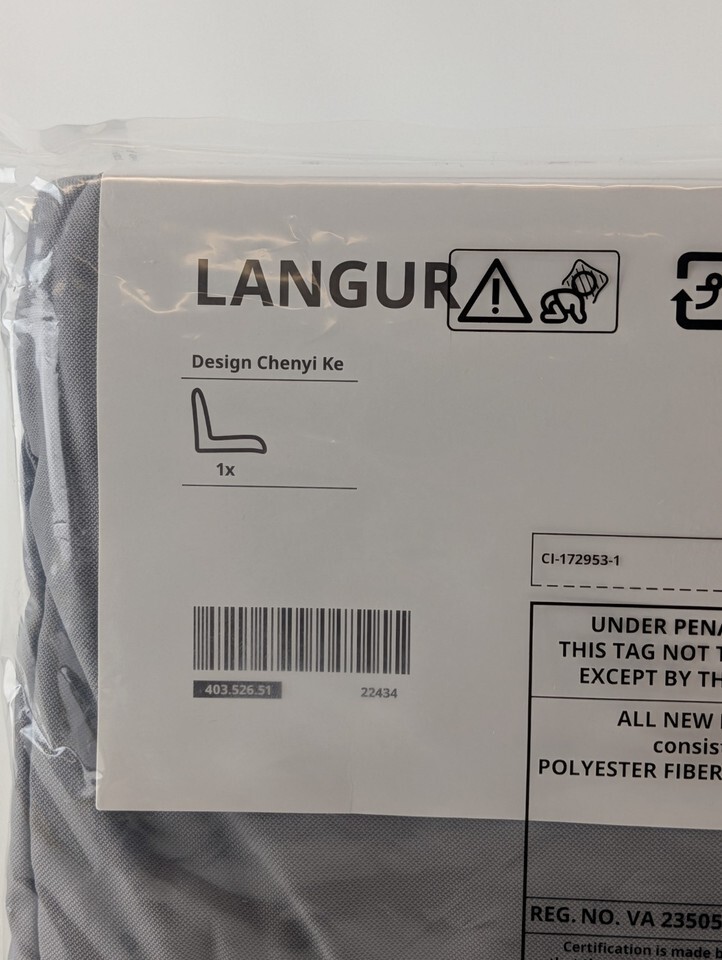 LANGUR
Design Chenyi Ke
1x
CI-172953-1
403.526.51
22434
UNDER PENA
THIS TAG NOT T
EXCEPT BY TH
ALL NEW
consist
POLYESTER FIBER
REG. NO. VA 23505
Certification is made b